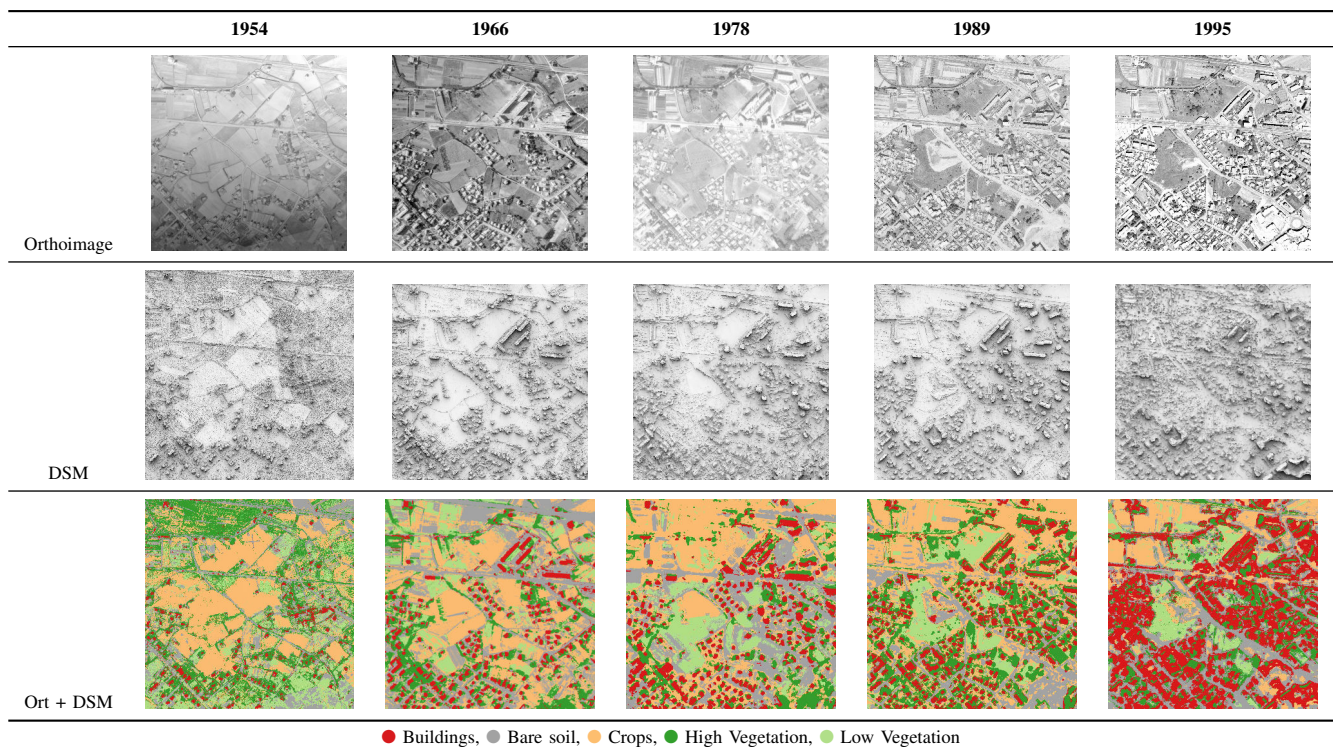 1954 1966 1978 1989 1995
Orthoimage
DSM
Ort + DSM
Buildings, Bare soil, Crops, High Vegetation, Low Vegetation